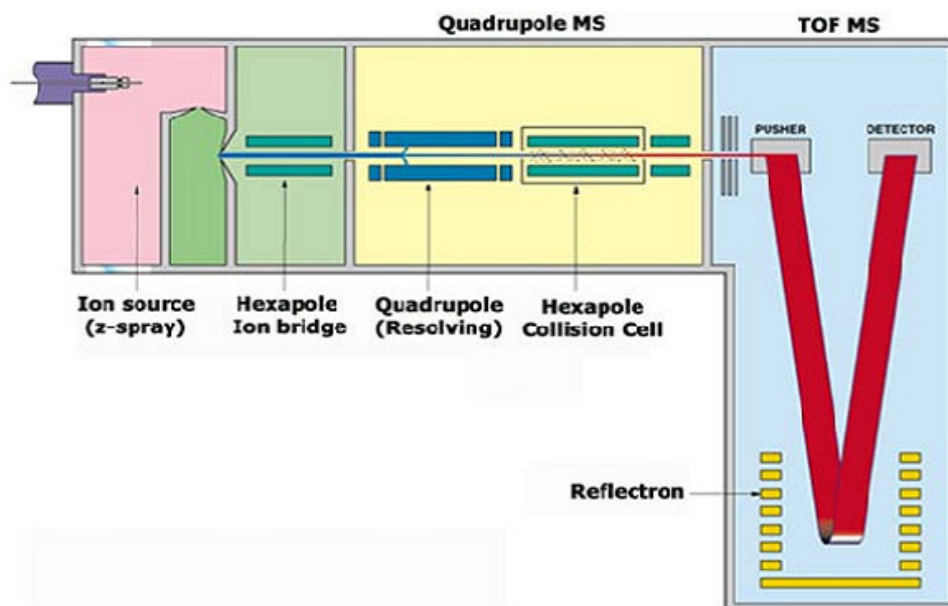 Quadrupole MS
TOF MS
PUSHER
DETECTOR
Ion source
(z-spray)
Hexapole
Ion bridge
Quadrupole
(Resolving)
Hexapole
Collision Cell
Reflectron